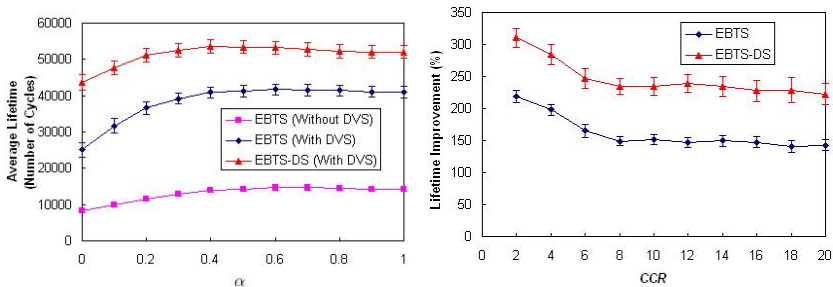 60000
50000
40000
30000
20000
10000
0
Average Lifetime
(Number of Cycles)
EBTS (Without DVS)
EBTS (With DVS)
EBTS-DS (With DVS)
0 0.2 0.4 0.6 0.8 1
α
350
300
250
200
150
100
50
0
Lifetime Improvement (%)
EBTS
EBTS-DS
0 2 4 6 8 10 12 14 16 18 20
CCR